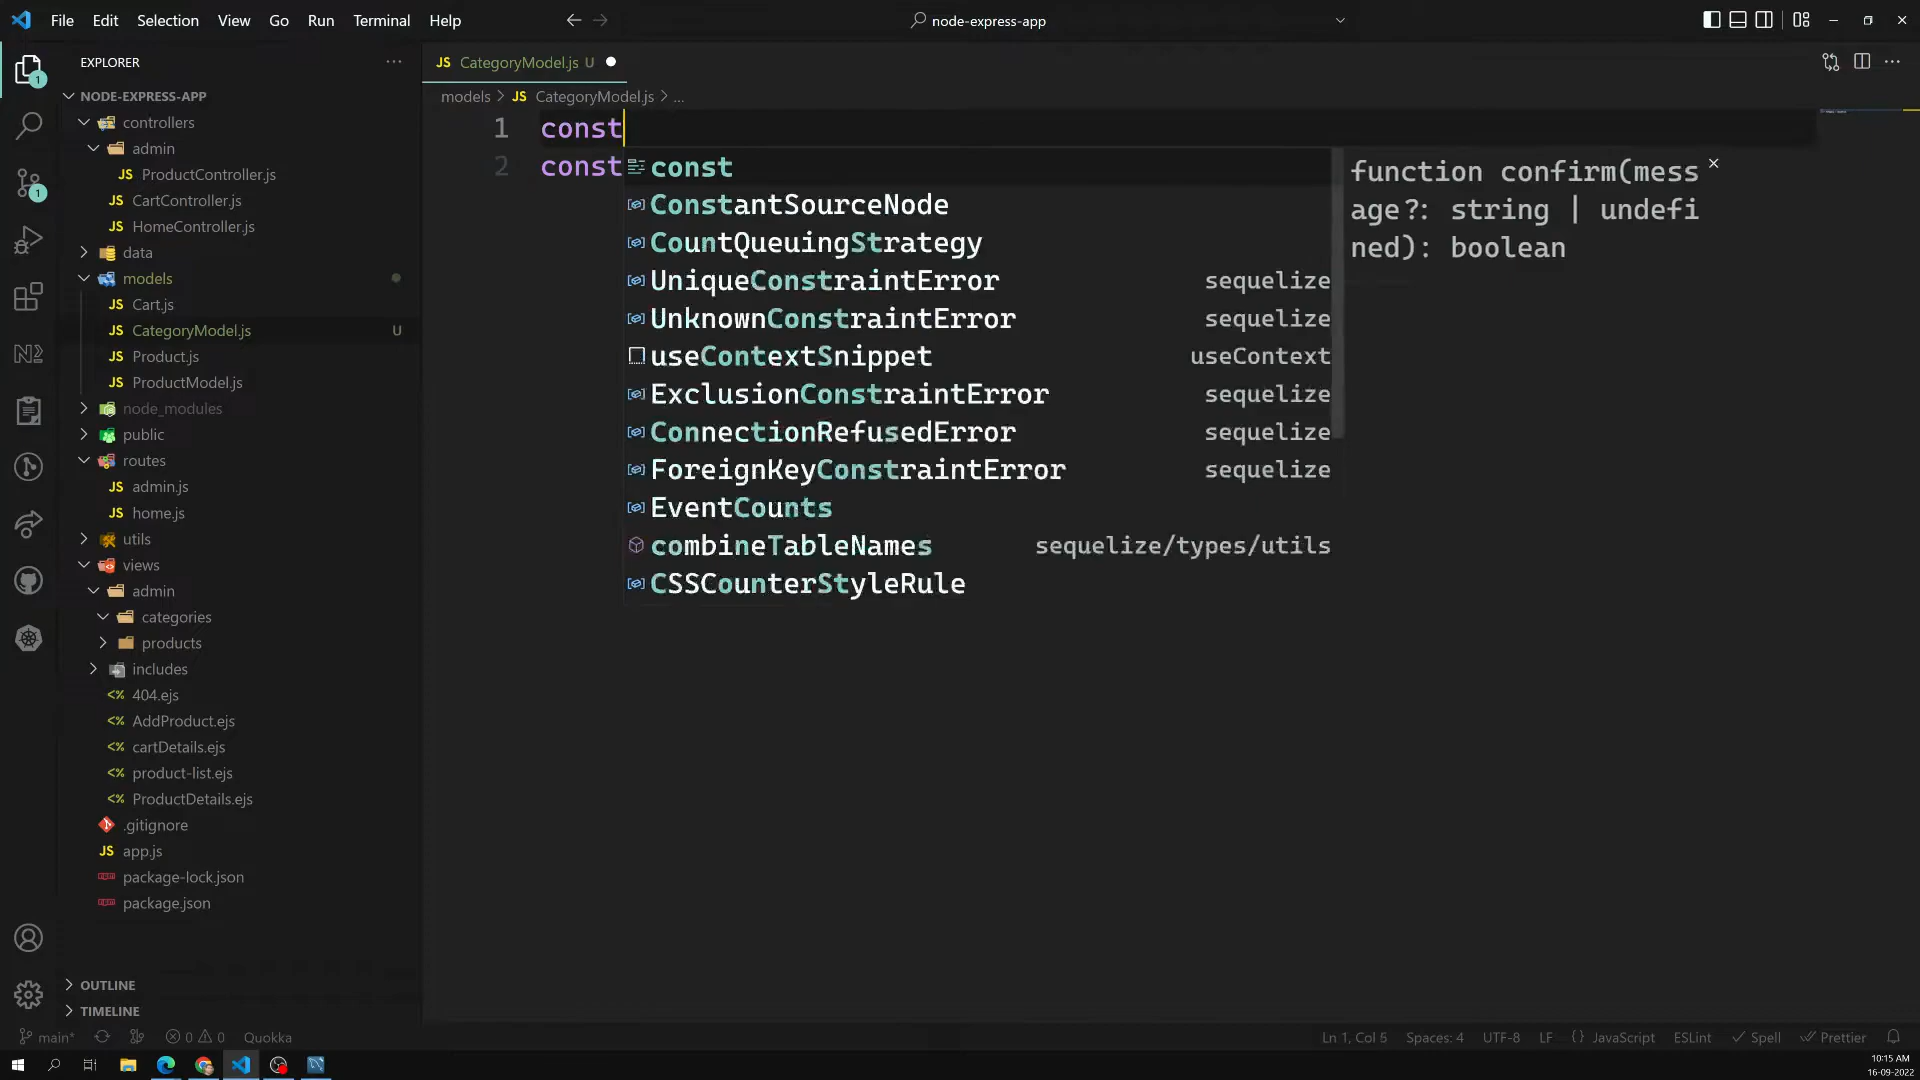 File Edit Selection View Go Run Terminal Help
node-express-app
EXPLORER
NODE-EXPRESS-APP
controllers
admin
JS ProductController.js
JS CartController.js
JS HomeController.js
data
models
JS Cart.js
JS CategoryModel.js U
JS Product.js
JS ProductModel.js
node_modules
public
routes
JS admin.js
JS home.js
utils
views
admin
categories
products
includes
<% 404.ejs
<% AddProduct.ejs
<% cartDetails.ejs
<% product-list.ejs
<% ProductDetails.ejs
.gitignore
JS app.js
package-lock.json
package.json
OUTLINE
TIMELINE
JS CategoryModel.js U
models > JS CategoryModel.js > ...
1 const
2 const
const
ConstantSourceNode
CountQueuingStrategy
UniqueConstraintError sequelize
UnknownConstraintError sequelize
useContextSnippet useContext
ExclusionConstraintError sequelize
ConnectionRefusedError sequelize
ForeignKeyConstraintError sequelize
EventCounts
combineTableNames sequelize/types/utils
CSSCounterStyleRule
function confirm(mess
age?: string | undefi
ned): boolean
main* 0 0 Quokka
Ln 1, Col 5 Spaces: 4 UTF-8 LF {} JavaScript ESLint Spell Prettier
10:15 AM
16-09-2022
1
1